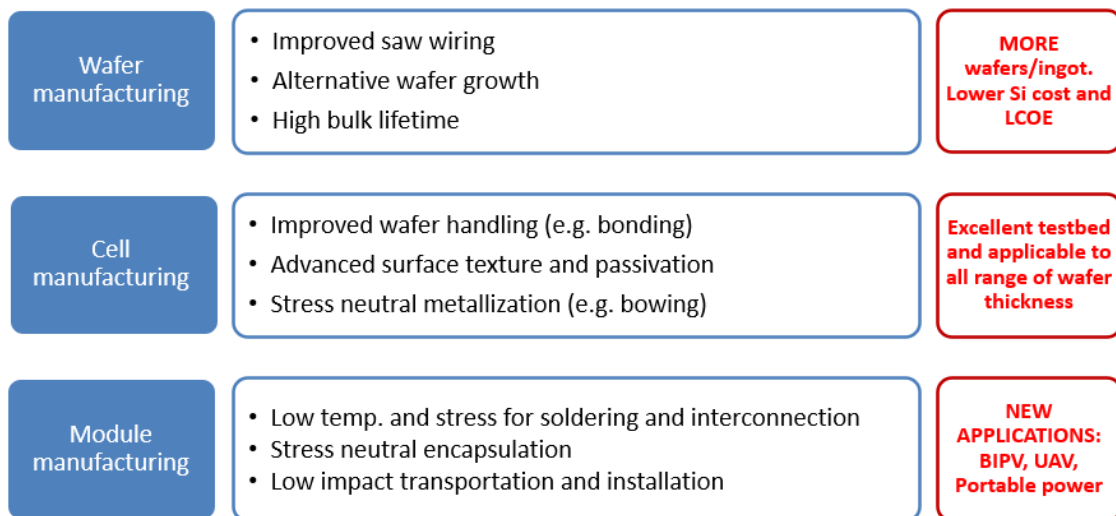 Wafer
manufacturing
• Improved saw wiring
• Alternative wafer growth
• High bulk lifetime
MORE
wafers/ingot.
Lower Si cost and
LCOE
Cell
manufacturing
• Improved wafer handling (e.g. bonding)
• Advanced surface texture and passivation
• Stress neutral metallization (e.g. bowing)
Excellent testbed
and applicable to
all range of wafer
thickness
Module
manufacturing
• Low temp. and stress for soldering and interconnection
• Stress neutral encapsulation
• Low impact transportation and installation
NEW
APPLICATIONS:
BIPV, UAV,
Portable power